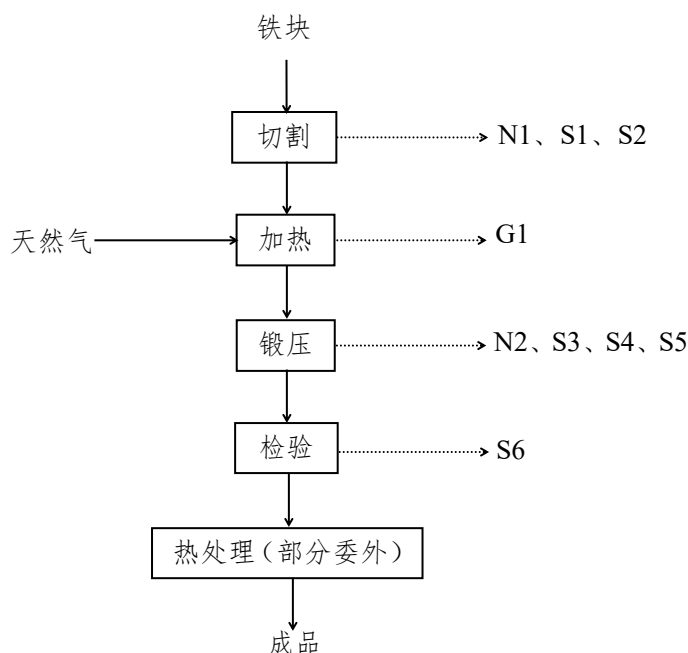 铁块
切割
N1、S1、S2
天然气
加热
G1
锻压
N2、S3、S4、S5
检验
S6
热处理（部分委外）
成品